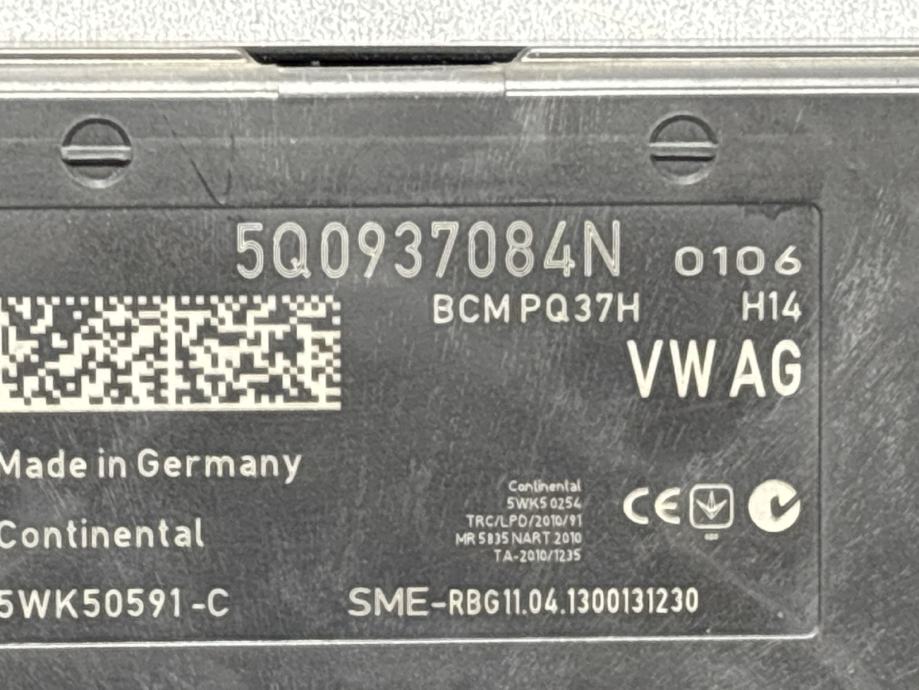 5Q0937084N 0106
BCM PQ37H H14
VW AG
Made in Germany
Continental
5WK50254
TRC/LPD/2010/91
MR 5835 NART 2010
TA-2010/1235
CE
Continental
5WK50591-C
SME-RBG11.04.1300131230